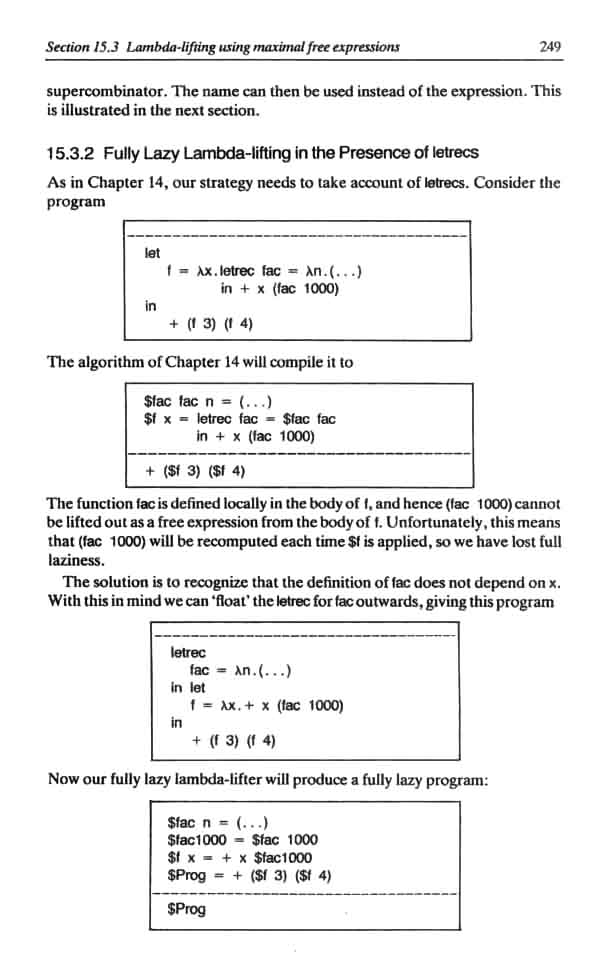 Section 15.3 Lambda-lifting using maximal free expressions 249
supercombinator. The name can then be used instead of the expression. This
is illustrated in the next section.
15.3.2 Fully Lazy Lambda-lifting in the Presence of letrecs
As in Chapter 14, our strategy needs to take account of letrecs. Consider the
program
let
f = λx.letrec fac = λn.(...)
in + x (fac 1000)
in
+ (f 3) (f 4)
The algorithm of Chapter 14 will compile it to
$fac fac n = (...)
$f x = letrec fac = $fac fac
in + x (fac 1000)
+ ($f 3) ($f 4)
The function fac is defined locally in the body of f, and hence (fac 1000) cannot
be lifted out as a free expression from the body of f. Unfortunately, this means
that (fac 1000) will be recomputed each time $f is applied, so we have lost full
laziness.
The solution is to recognize that the definition of fac does not depend on x.
With this in mind we can 'float' the letrec for fac outwards, giving this program
letrec
fac = λn.(...)
in let
f = λx.+ x (fac 1000)
in
+ (f 3) (f 4)
Now our fully lazy lambda-lifter will produce a fully lazy program:
$fac n = (...)
$fac1000 = $fac 1000
$f x = + x $fac1000
$Prog = + ($f 3) ($f 4)
$Prog